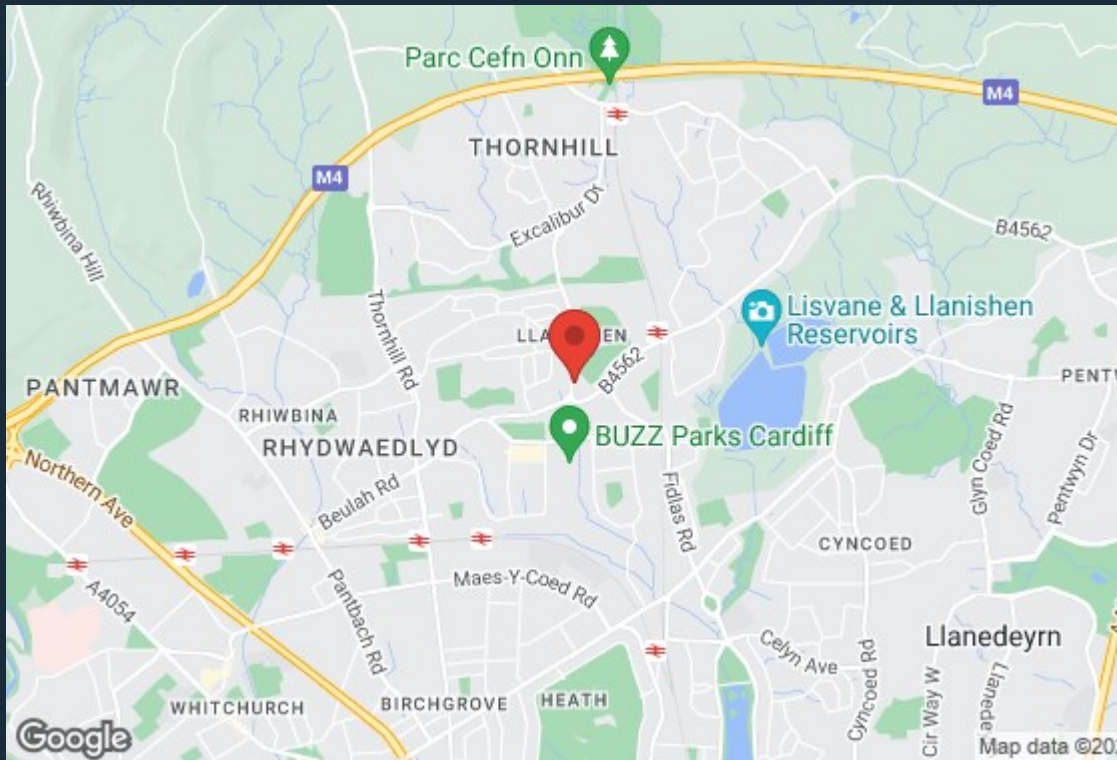 Parc Cefn Onn
M4
THORNHILL
M4
Rhiwbina Hill
Excalibur Dr
B4562
Thornhill Rd
Lisvane & Llanishen
Reservoirs
B4562
PANTMAWR
RHIWBINA
RHYDWAEDLYD
BUZZ Parks Cardiff
Northern Ave
Beulah Rd
Fidlas Rd
Glyn Coed Rd
Pentwyn Dr
CYNCOED
A4054
Maes-Y-Coed Rd
Pantbach Rd
Celyn Ave
Llanedeyrn
Cyncoed Rd
WHITCHURCH
BIRCHGROVE
HEATH
Cir Way W
Google
Map data